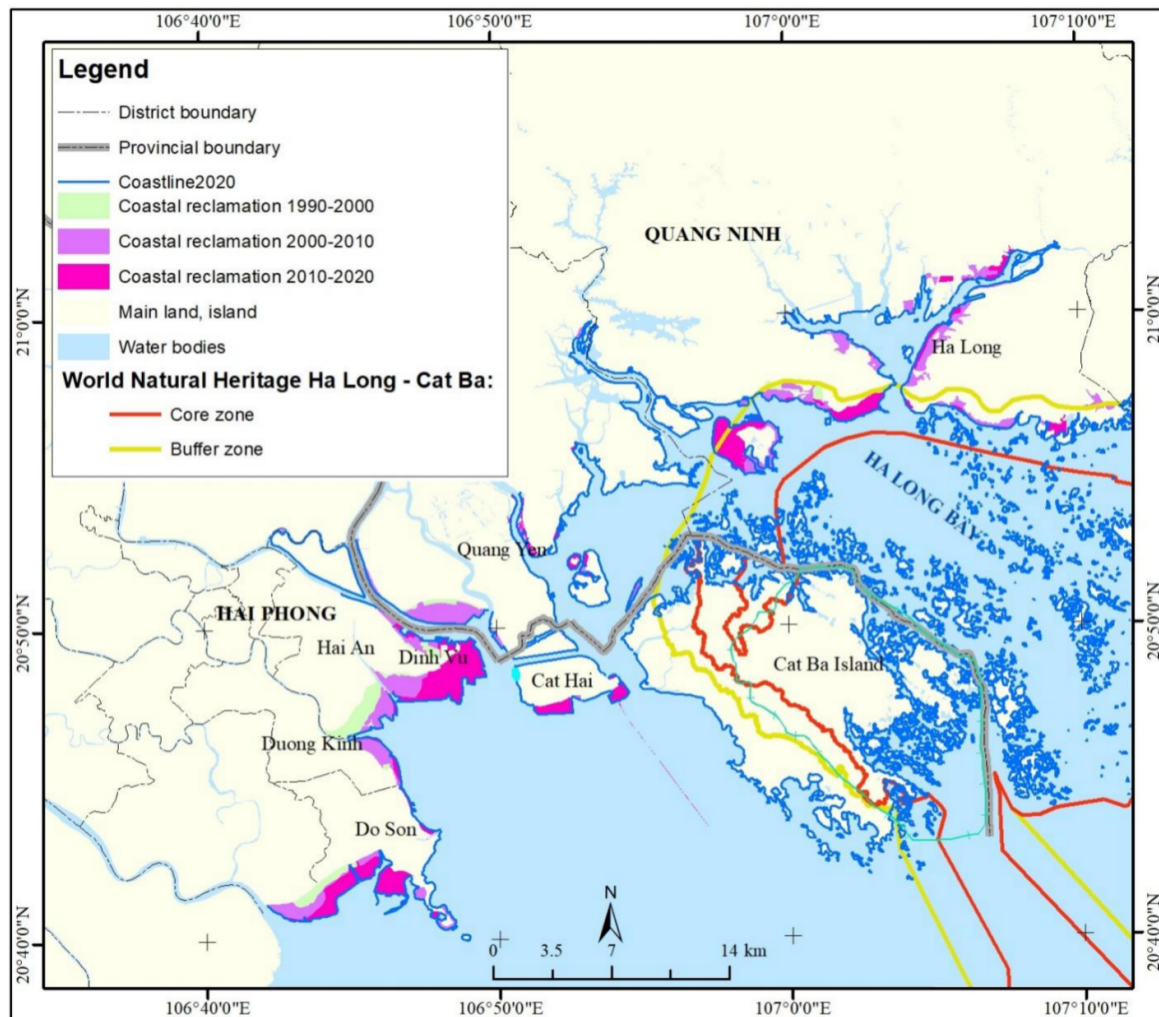 106°40'0"E 106°50'0"E 107°0'0"E 107°10'0"E
Legend
District boundary
Provincial boundary
Coastline2020
Coastal reclamation 1990-2000
Coastal reclamation 2000-2010
Coastal reclamation 2010-2020
Main land, island
Water bodies
World Natural Heritage Ha Long - Cat Ba:
Core zone
Buffer zone
QUANG NINH
21°0'0"N
21°0'0"N
Ha Long
HA LONG BAY
Quang Yen
HAI PHONG
20°50'0"N
20°50'0"N
Hai An
Dinh Vu
Cat Hai
Cat Ba Island
Duong Kinh
Do Son
N
20°40'0"N
20°40'0"N
0 3.5 7 14 km
106°40'0"E 106°50'0"E 107°0'0"E 107°10'0"E